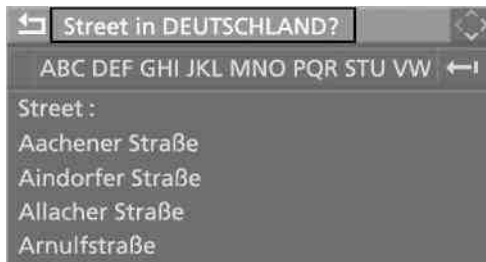 Street in DEUTSCHLAND?
ABC DEF GHI JKL MNO PQR STU VW
Street :
Aachener Straße
Aindorfer Straße
Allacher Straße
Arnulfstraße